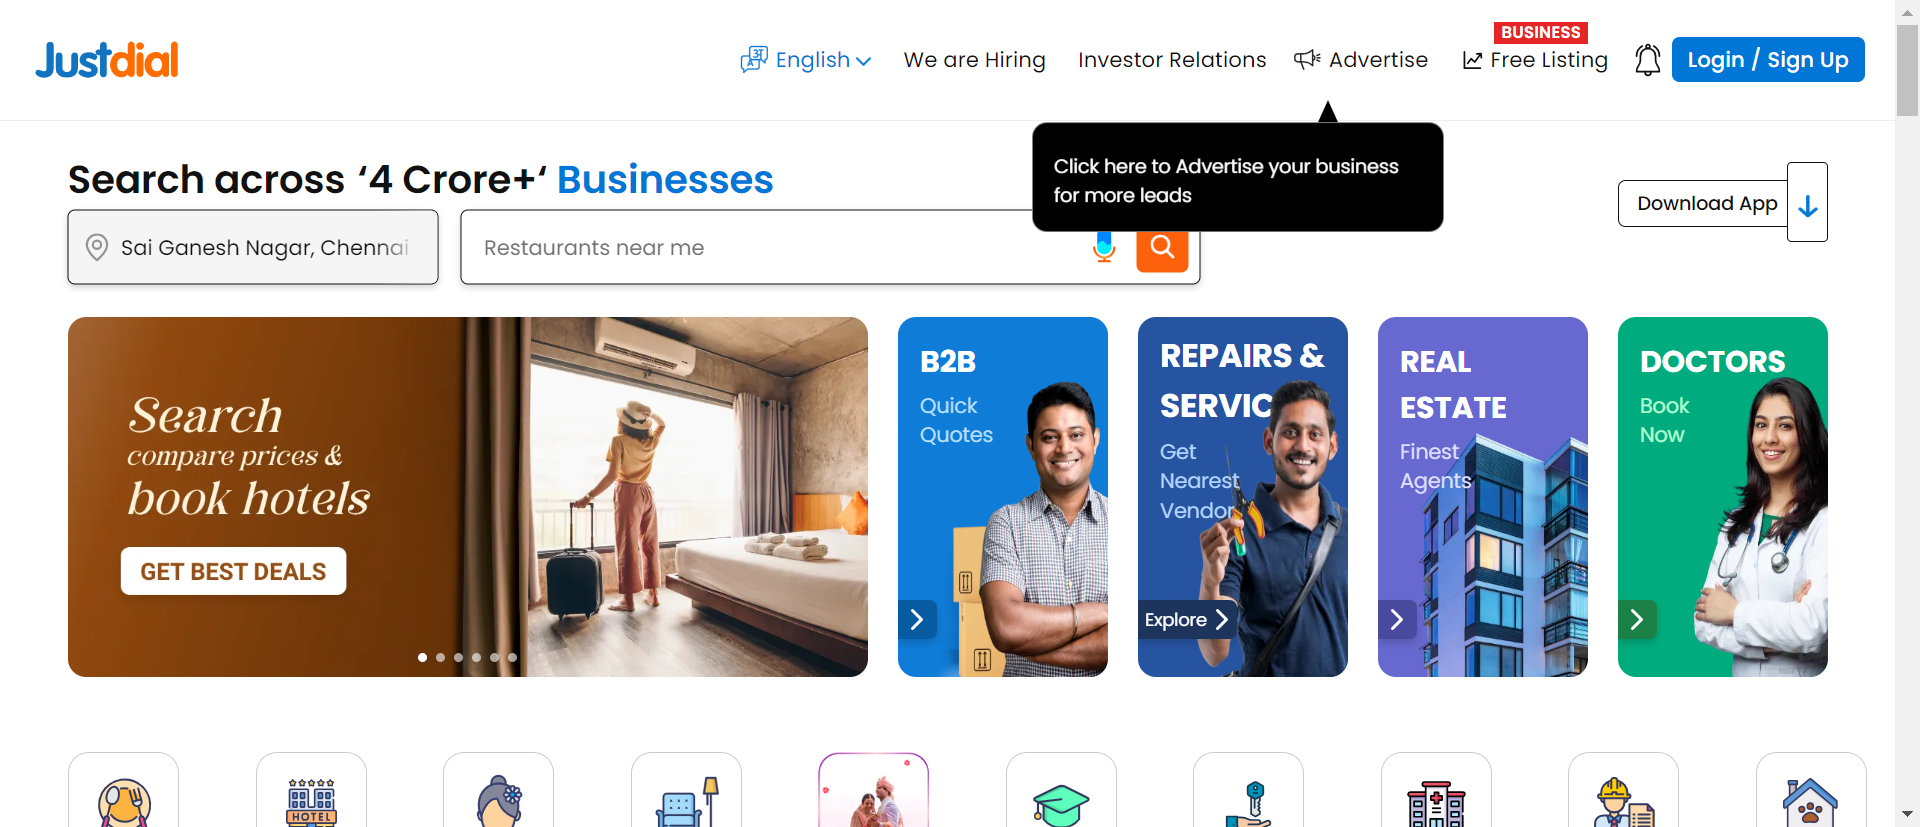 Justdial
English
We are Hiring
Investor Relations
Advertise
BUSINESS
Free Listing
Login / Sign Up
Click here to Advertise your business
for more leads
Search across ‘4 Crore+‘ Businesses
Download App
Sai Ganesh Nagar, Chennai
Restaurants near me
Search
compare prices &
book hotels
GET BEST DEALS
B2B
Quick
Quotes
REPAIRS &
SERVIC
Get
Nearest
Vendor
Explore
REAL
ESTATE
Finest
Agents
DOCTORS
Book
Now
HOTEL